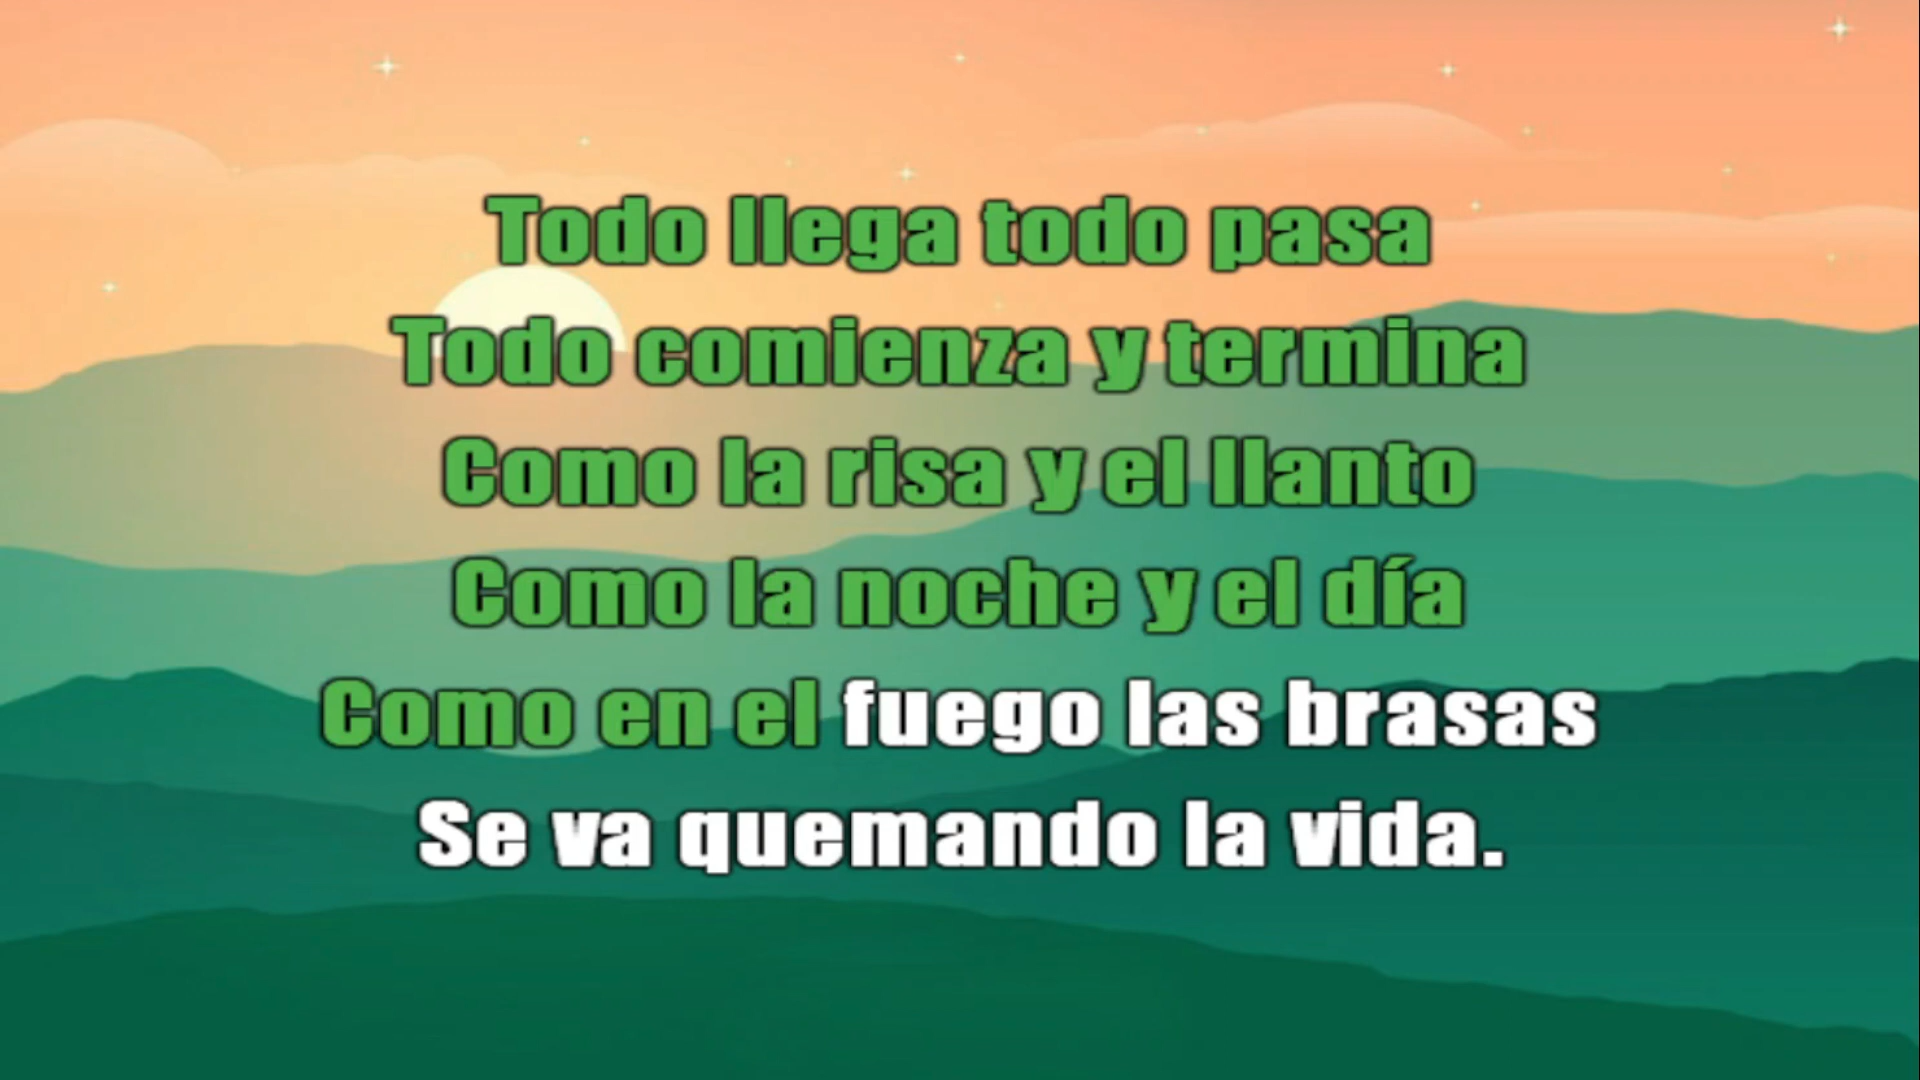 Todo llega todo pasa
Todo comienza y termina
Como la risa y el llanto
Como la noche y el día
Como en el fuego las brasas
Se va quemando la vida.